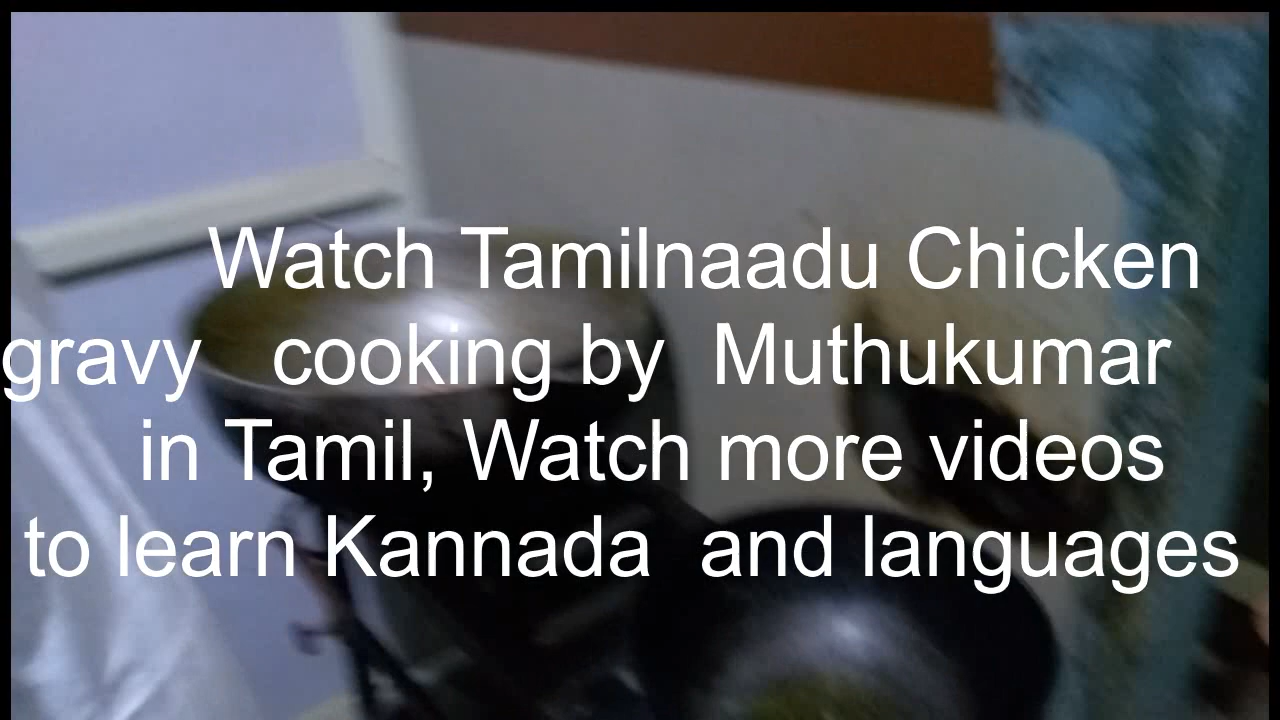 Watch Tamilnaadu Chicken
gravy cooking by Muthukumar
in Tamil, Watch more videos
to learn Kannada and languages